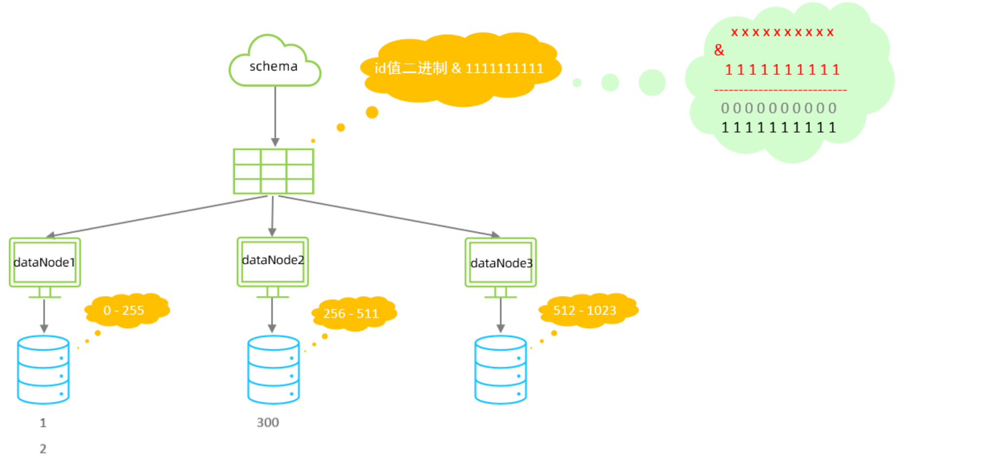 schema
id值二进制 & 1111111111
x x x x x x x x x x
&
1 1 1 1 1 1 1 1 1 1
---------------------------
0 0 0 0 0 0 0 0 0 0
1 1 1 1 1 1 1 1 1 1
dataNode1
dataNode2
dataNode3
0 - 255
256 - 511
512 - 1023
1
300
2